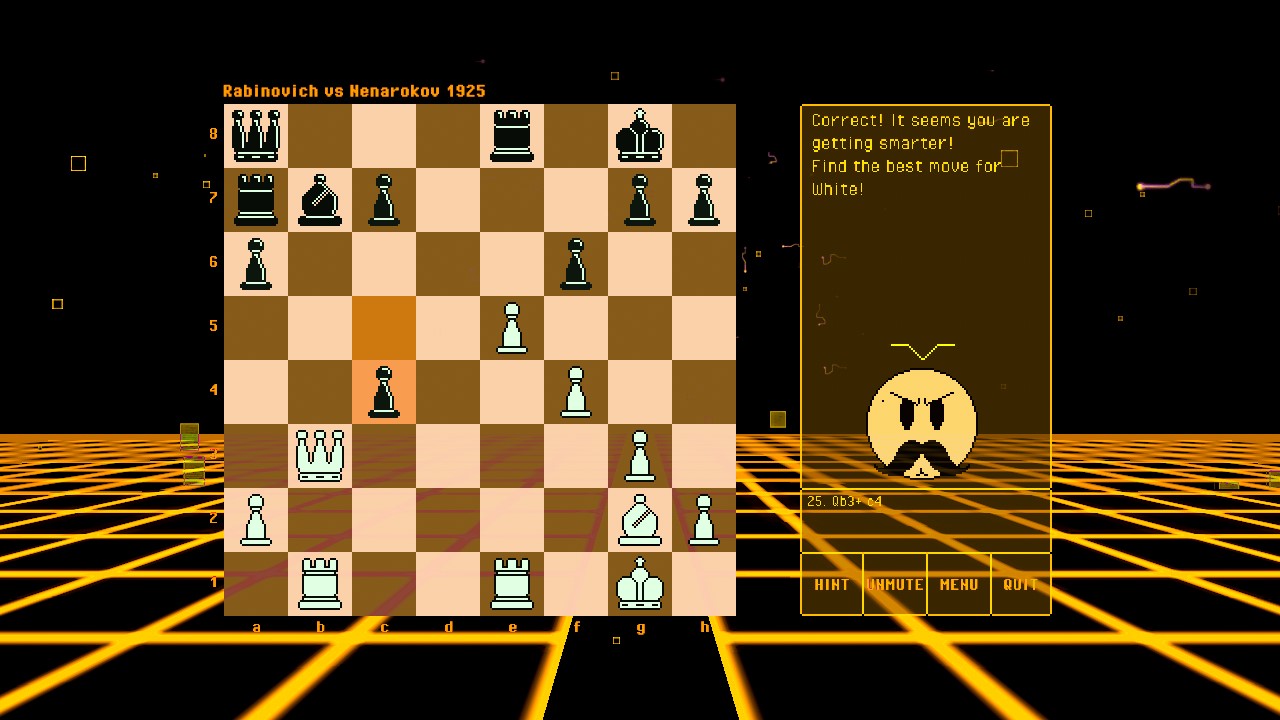 Rabinovich vs Nenarokov 1925
8
7
6
5
4
3
2
1
a b c d e f g h
Correct! It seems you are
getting smarter!
Find the best move for
White!
25. Qb3+ c4
HINT UNMUTE MENU QUIT